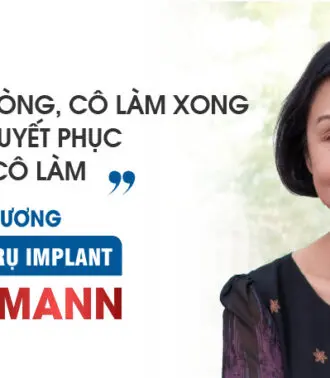 ÒNG, CÔ LÀM XONG
UYẾT PHỤC
CÔ LÀM ”
ƯƠNG
RỤ IMPLANT
MANN